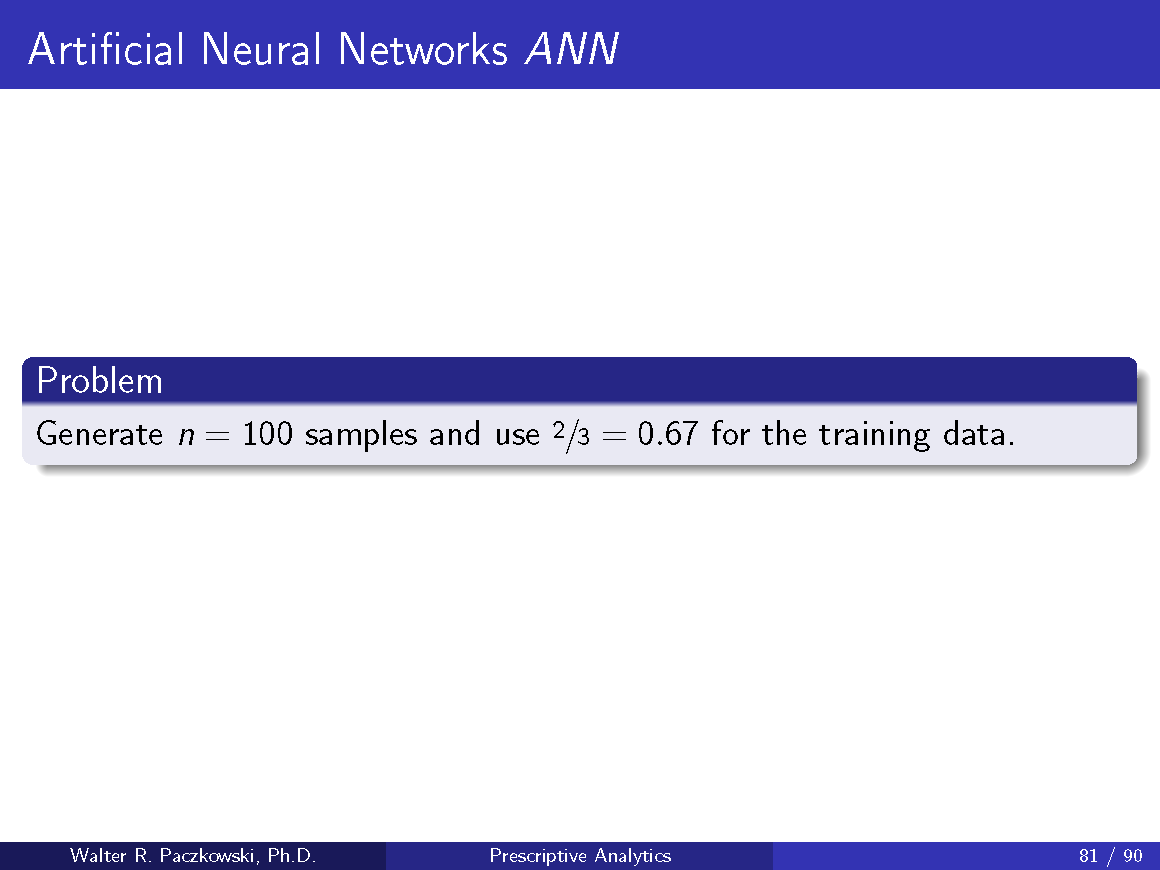 Artificial Neural Networks ANN
Problem
Generate n = 100 samples and use 2/3 = 0.67 for the training data.
Walter R. Paczkowski, Ph.D. Prescriptive Analytics 81 / 90